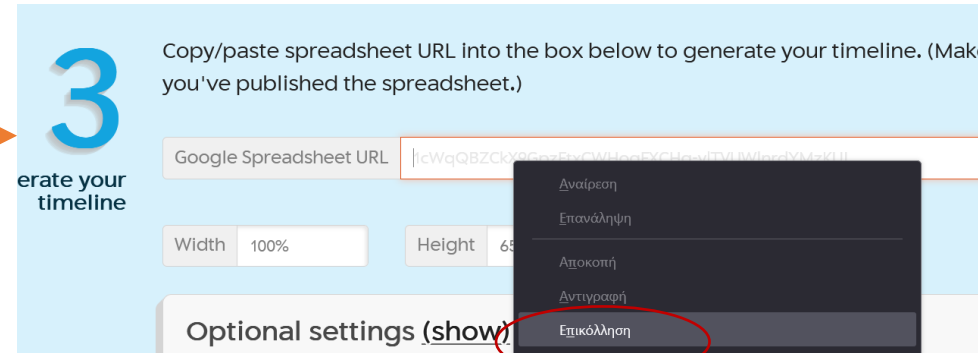 3
erate your
timeline
Copy/paste spreadsheet URL into the box below to generate your timeline. (Mak
you've published the spreadsheet.)
Google Spreadsheet URL
Width 100% Height 65
Optional settings (show)
Αναίρεση
Επανάληψη
Αποκοπή
Αντιγραφή
Επικόλληση